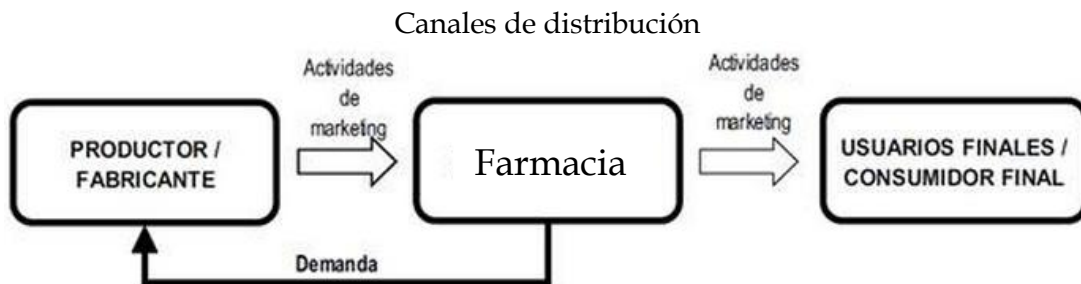 Canales de distribución
Actividades
de
marketing
Actividades
de
marketing
PRODUCTOR /
FABRICANTE
Farmacia
USUARIOS FINALES /
CONSUMIDOR FINAL
Demanda